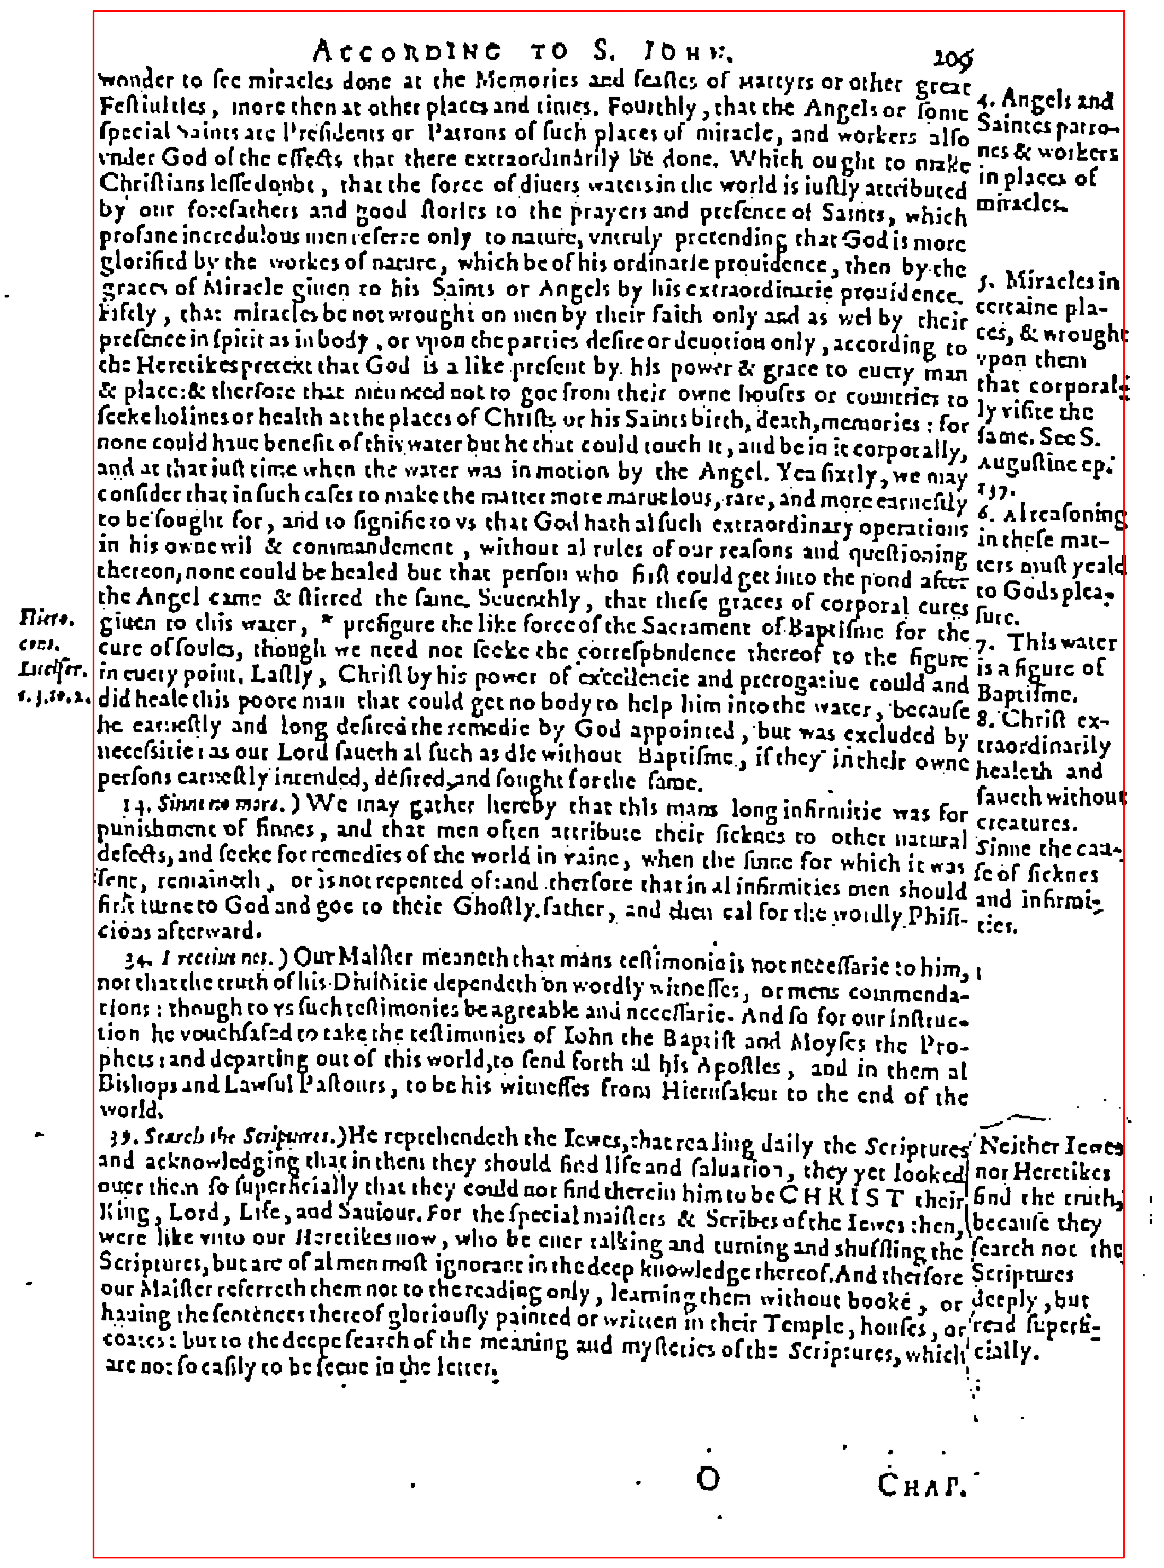 ACCORDING TO S. IOHN.
209
wonder to ſee miracles done at the Memories and feaſtes of Martyrs or other great
Feſtiuities, more then at other places and times. Fourthly, that the Angels or ſome
ſpecial Saints are Preſidents or Patrons of ſuch places of miracle, and workers alſo
vnder God of the effects that there extraordinarily be done. Which ought to make
Chriſtians leſſe doubt, that the force of diuers waters in the world is iuſtly attributed
by our forefathers and good ſtories to the prayers and preſence of Saints, which
profane incredulous men referre only to nature, vntruly pretending that God is more
glorified by the workes of nature, which be of his ordinarie prouidence, then by the
graces of Miracle giuen to his Saints or Angels by his extraordinarie prouidence.
Fifely, that miracles be not wrought on men by their faith only and as wel by their
preſence in ſpirit as in body, or vpon the parties deſire or deuotion only, according to
the Heretikes pretext that God is a like preſent by his power & grace to euery man
& place: & therfore that men need not to goe from their owne houſes or countries to
ſeeke holines or health at the places of Chriſts or his Saints birth, death, memories: for
none could haue benefit of this water but he that could touch it, and be in it corporally,
and at that iuſt time when the water was in motion by the Angel. Yea ſixtly, we may
conſider that in ſuch caſes to make the matter more maruelous, rare, and more earneſtly
to be ſought for, and to ſignifie to vs that God hath al ſuch extraordinary operations
in his owne wil & commandement, without al rules of our reaſons and queſtioning
thereon, none could be healed but that perſon who firſt could get into the pond after
the Angel came & ſtirred the ſame. Seuenthly, that theſe graces of corporal cures
giuen to this water, * prefigure the like force of the Sacrament of Baptiſme for the
cure of ſoules, though we need not ſeeke the correſpondence thereof to the figure
in euery point. Laſtly, Chriſt by his power of excellencie and prerogatiue could and
did heale this poore man that could get no body to help him into the water, becauſe
he earneſtly and long deſired the remedie by God appointed, but was excluded by
neceſsitie: as our Lord ſaueth al ſuch as die without Baptiſme, if they in their owne
perſons earneſtly intended, deſired, and ſought for the ſame.
14. Sinne no more.) We may gather hereby that this mans long infirmitie was for
punishment of ſinnes, and that men often attribute their ſicknes to other natural
defects, and ſeeke for remedies of the world in vaine, when the ſinne for which it was
ſent, remaineth, or is not repented of: and therfore that in al infirmities men should
firſt turne to God and goe to their Ghoſtly father, and then cal for the wordly Phiſi-
cions afterward.
34. I receiue not.) Our Maiſter meaneth that mans teſtimonie is not neceſſarie to him,
not that the truth of his Diuinitie dependeth on wordly witneſſes, or mens commenda-
tions: though to vs ſuch teſtimonies be agreable and neceſſarie. And ſo for our inſtruc-
tion he vouchſafed to take the teſtimonies of Iohn the Baptiſt and Moyſes the Pro-
phets: and departing out of this world, to ſend forth al his Apoſtles, and in them al
Bishops and Lawful Paſtours, to be his witneſſes from Hieruſalem to the end of the
world.
39. Search the Scriptures.) He reprehendeth the Iewes, that reading daily the Scriptures
and acknowledging that in them they should find life and ſaluation, they yet looked
ouer them ſo ſuperficially that they could not find therein him to be CHRIST their
King, Lord, Life, and Sauiour. For the ſpecial maiſters & Scribes of the Iewes then,
were like vnto our Heretikes now, who be euer talking and turning and shuffling the
Scriptures, but are of al men moſt ignorant in the deep knowledge thereof. And therfore
our Maiſter referreth them not to the reading only, learning them without booke, or
hauing the ſentences thereof gloriouſly painted or written in their Temple, houſes, or
coates: but to the deepe ſearch of the meaning and myſteries of the Scriptures, which
are not ſo eaſily to be ſeene in the letter.
4. Angels and
Saintes patro-
nes & workers
in places of
miracles.
5. Miracles in
certaine pla-
ces, & wrought
vpon them
that corporal-
ly viſite the
ſame. See S.
Auguſtine ep.
137.
6. Al reaſoning
in theſe mat-
ters muſt yeald
to Gods plea-
ſure.
7. This water
is a figure of
Baptiſme.
8. Chriſt ex-
traordinarily
healeth and
ſaueth without
creatures.
Sinne the cau-
ſe of ſicknes
and infirmi-
ties.
Neither Iewes
nor Heretikes
find the truth,
becauſe they
ſearch not the
Scriptures
deeply, but
read ſuperfi-
cially.
Hiero.
cont.
Lucifer.
O
CHAP.